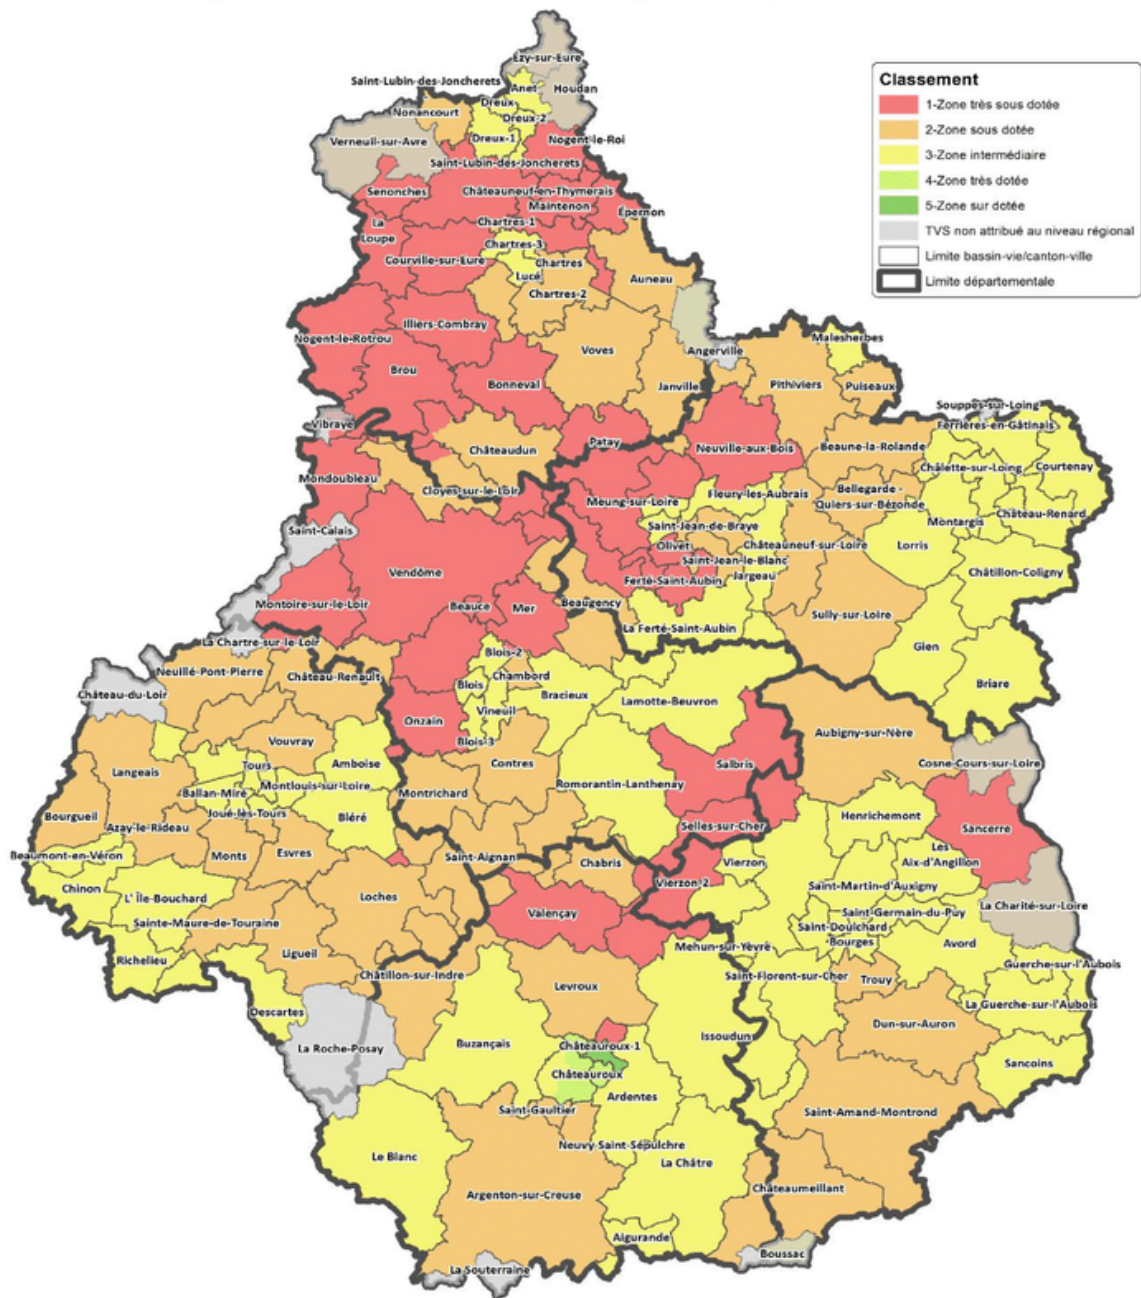 Ézy-sur-Eure
Saint-Lubin-des-Joncherets
Anet
Houdan
Dreux
Nonancourt
Dreux-2
Verneuil-sur-Avre
Dreux-1
Nogent-le-Roi
Saint-Lubin-des-Joncherets
Senonches
Châteauneuf-en-Thymerais
Maintenon
Épernon
La
Loupe
Chartres-1
Chartres-3
Courville-sur-Eure
Chartres
Lucé
Auneau
Chartres-2
Illiers-Combray
Nogent-le-Rotrou
Voves
Angerville
Malesherbes
Brou
Bonneval
Janville
Pithiviers
Puiseaux
Souppes-sur-Loing
Vibraye
Ferrières-en-Gâtinais
Patay
Neuville-aux-Bois
Beaune-la-Rolande
Châteaudun
Châlette-sur-Loing
Courtenay
Mondoubleau
Cloyes-sur-le-Loir
Meung-sur-Loire
Fleury-les-Aubrais
Bellegarde -
Quiers-sur-Bézonde
Château-Renard
Saint-Calais
Saint-Jean-de-Braye
Montargis
Olivet
Châteauneuf-sur-Loire
Lorris
Saint-Jean-le-Blanc
Vendôme
Ferté-Saint-Aubin
Jargeau
Châtillon-Coligny
Montoire-sur-le-Loir
Beauce
Mer
Beaugency
Sully-sur-Loire
La Ferté-Saint-Aubin
La Chartre-sur-le-Loir
Blois-2
Gien
Neuillé-Pont-Pierre
Château-Renault
Chambord
Briare
Château-du-Loir
Blois
Bracieux
Lamotte-Beuvron
Onzain
Vineuil
Vouvray
Blois-3
Aubigny-sur-Nère
Langeais
Tours
Amboise
Contres
Salbris
Cosne-Cours-sur-Loire
Ballan-Miré
Montlouis-sur-Loire
Montrichard
Romorantin-Lanthenay
Bourgueil
Joué-lès-Tours
Bléré
Henrichemont
Azay-le-Rideau
Selles-sur-Cher
Sancerre
Beaumont-en-Véron
Monts
Esvres
Saint-Aignan
Chabris
Vierzon
Les
Aix-d'Angillon
Chinon
L' Île-Bouchard
Loches
Vierzon-2
Saint-Martin-d'Auxigny
La Charité-sur-Loire
Sainte-Maure-de-Touraine
Valençay
Saint-Germain-du-Puy
Saint-Doulchard
Bourges
Avord
Richelieu
Ligueil
Mehun-sur-Yèvre
Guerche-sur-l'Aubois
Châtillon-sur-Indre
Saint-Florent-sur-Cher
Levroux
Trouy
La Guerche-sur-l'Aubois
Descartes
Dun-sur-Auron
La Roche-Posay
Buzançais
Châteauroux-1
Issoudun
Sancoins
Châteauroux
Ardentes
Saint-Gaultier
Saint-Amand-Montrond
Neuvy-Saint-Sépulchre
Le Blanc
La Châtre
Argenton-sur-Creuse
Châteaumeillant
Aigurande
Boussac
La Souterraine
Classement
1-Zone très sous dotée
2-Zone sous dotée
3-Zone intermédiaire
4-Zone très dotée
5-Zone sur dotée
TVS non attribué au niveau régional
Limite bassin-vie/canton-ville
Limite départementale